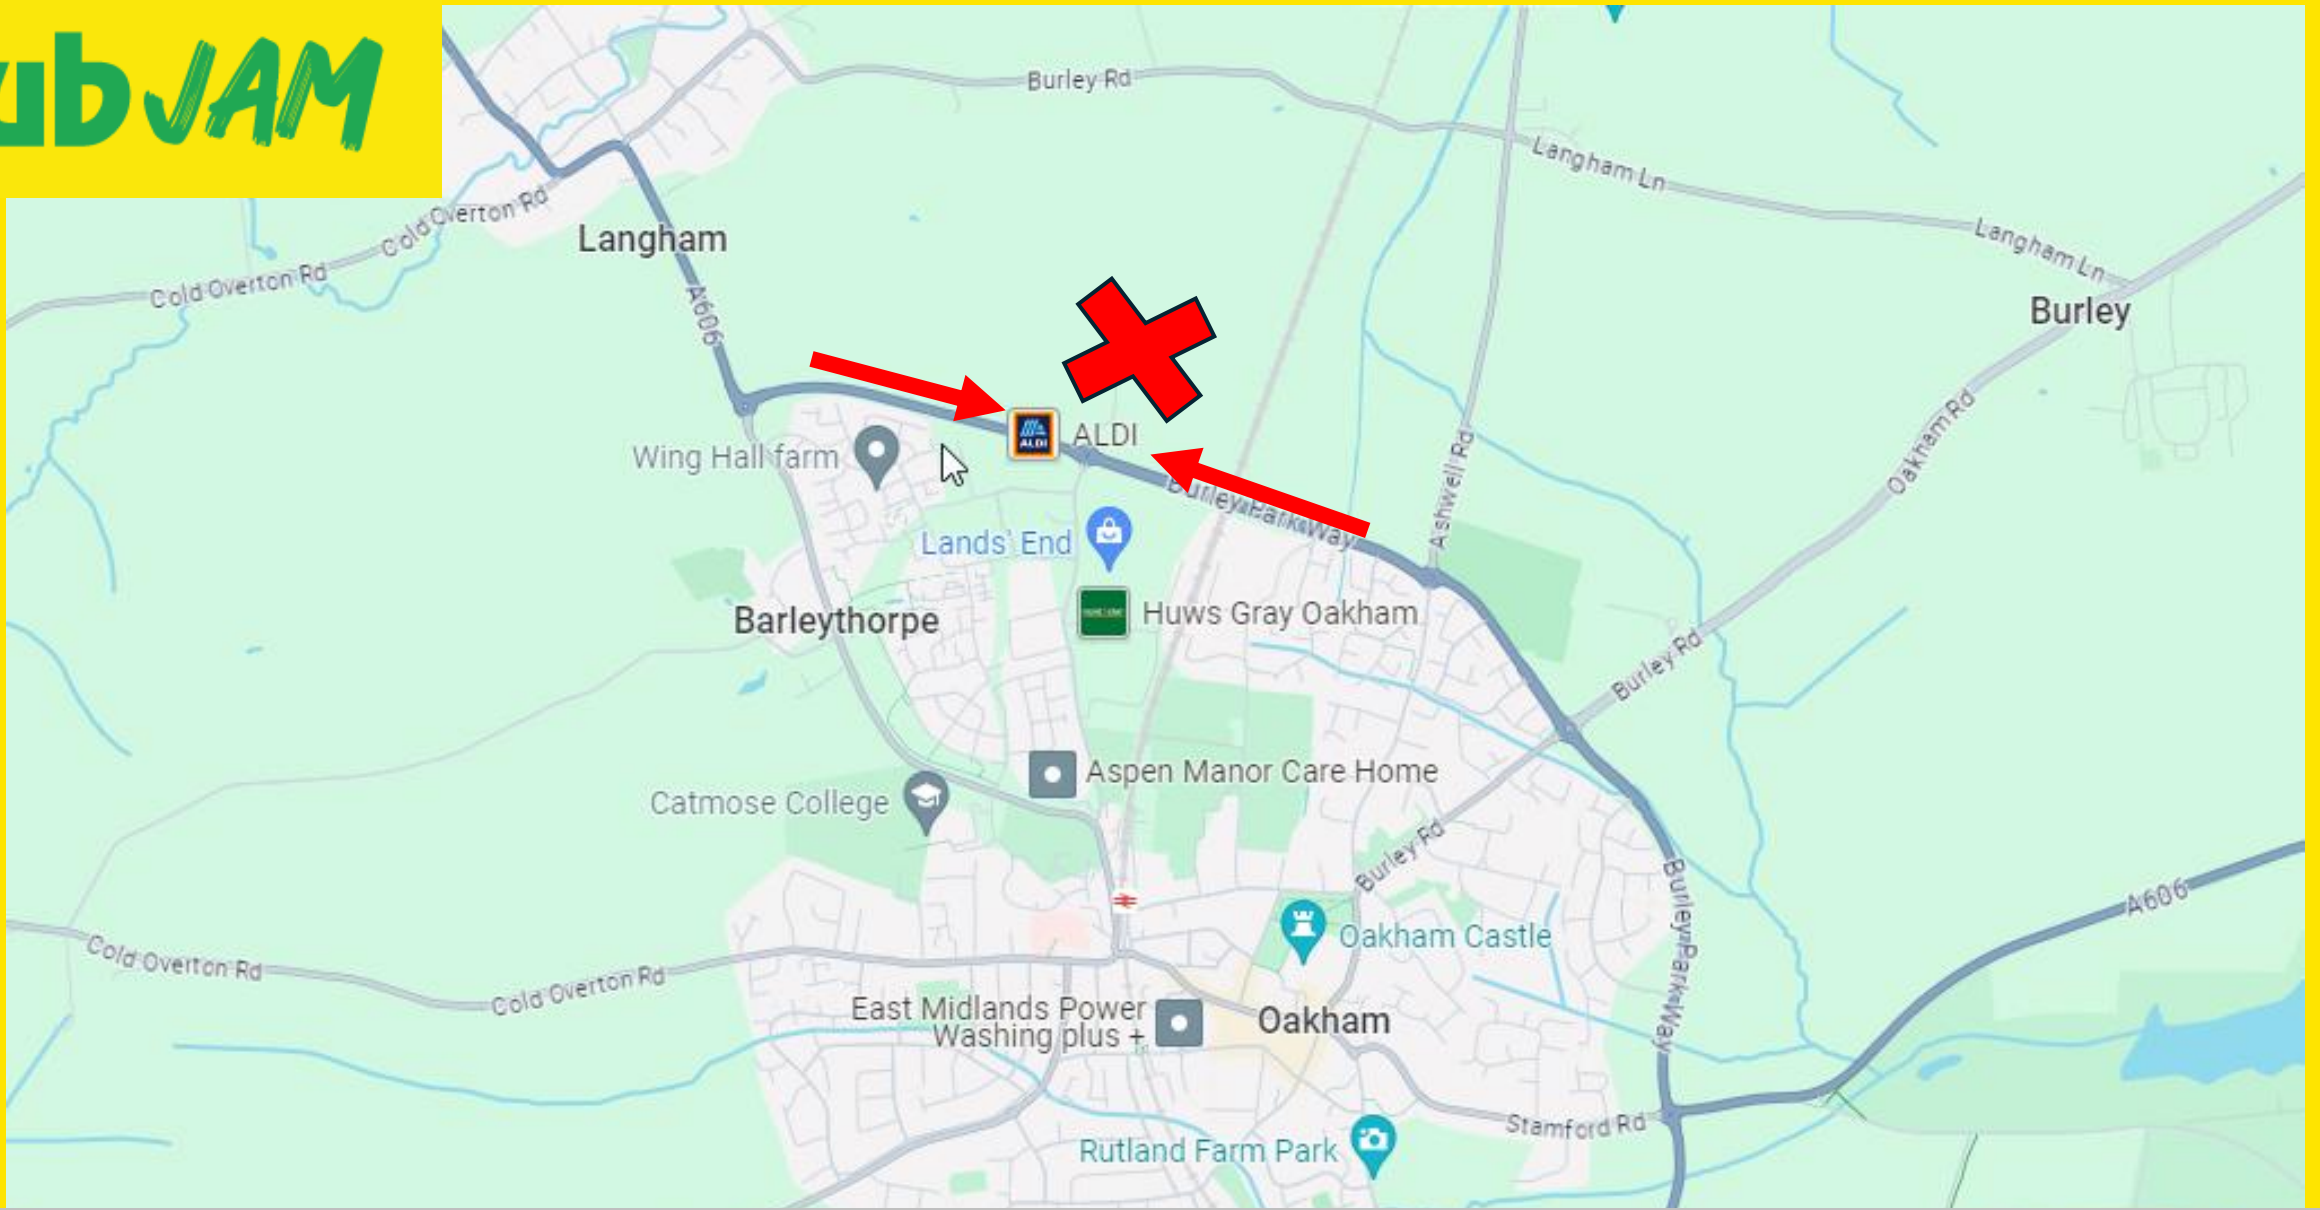 ubJAM
Burley Rd
Langham Ln
Cold Overton Rd
Langham
Langham Ln
Cold Overton Rd
A606
Burley
Oakham Rd
ALDI
ALDI
Wing Hall farm
Ashwell Rd
Burley Park Way
Lands' End
Huws Gray Oakham
Barleythorpe
Burley Rd
Aspen Manor Care Home
Catmose College
Burley Rd
Burley Park Way
A606
Oakham Castle
Cold Overton Rd
Cold Overton Rd
East Midlands Power
Washing plus +
Oakham
Stamford Rd
Rutland Farm Park